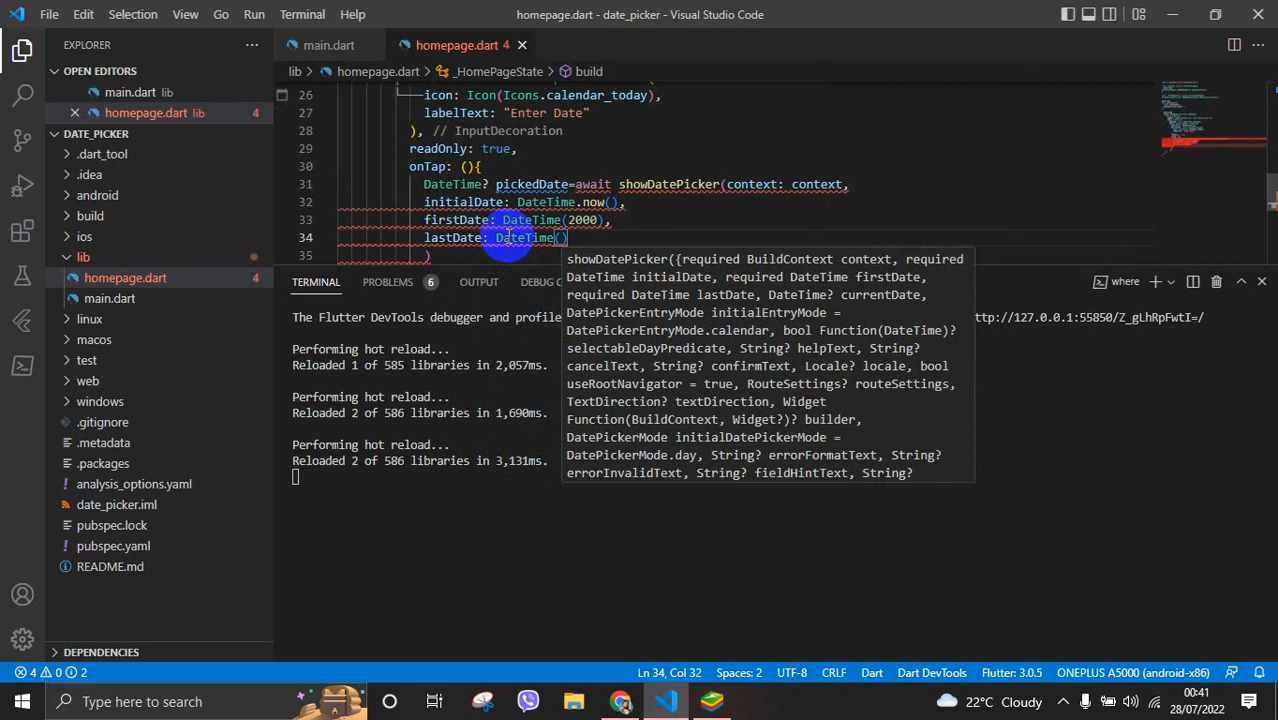 File Edit Selection View Go Run Terminal Help
homepage.dart - date_picker - Visual Studio Code
EXPLORER
OPEN EDITORS
main.dart lib
homepage.dart lib 4
DATE_PICKER
.dart_tool
.idea
android
build
ios
lib
homepage.dart 4
main.dart
linux
macos
test
web
windows
.gitignore
.metadata
.packages
analysis_options.yaml
date_picker.iml
pubspec.lock
pubspec.yaml
README.md
DEPENDENCIES
main.dart homepage.dart 4
lib > homepage.dart > _HomePageState > build
26 icon: Icon(Icons.calendar_today),
27 labelText: "Enter Date"
28 ), // InputDecoration
29 readOnly: true,
30 onTap: (){
31 DateTime? pickedDate=await showDatePicker(context: context,
32 initialDate: DateTime.now(),
33 firstDate: DateTime(2000),
34 lastDate: DateTime()
35 )
showDatePicker({required BuildContext context, required
DateTime initialDate, required DateTime firstDate,
required DateTime lastDate, DateTime? currentDate,
DatePickerEntryMode initialEntryMode =
DatePickerEntryMode.calendar, bool Function(DateTime)?
selectableDayPredicate, String? helpText, String?
cancelText, String? confirmText, Locale? locale, bool
useRootNavigator = true, RouteSettings? routeSettings,
TextDirection? textDirection, Widget
Function(BuildContext, Widget?)? builder,
DatePickerMode initialDatePickerMode =
DatePickerMode.day, String? errorFormatText, String?
errorInvalidText, String? fieldHintText, String?
TERMINAL PROBLEMS 6 OUTPUT DEBUG C
where
The Flutter DevTools debugger and profile ttp://127.0.0.1:55850/Z_gLhRpFwtI=/
Performing hot reload...
Reloaded 1 of 585 libraries in 2,057ms.
Performing hot reload...
Reloaded 2 of 586 libraries in 1,690ms.
Performing hot reload...
Reloaded 2 of 586 libraries in 3,131ms.
4 0 2 Ln 34, Col 32 Spaces: 2 UTF-8 CRLF Dart Dart DevTools Flutter: 3.0.5 ONEPLUS A5000 (android-x86)
Type here to search
22°C Cloudy
00:41
28/07/2022